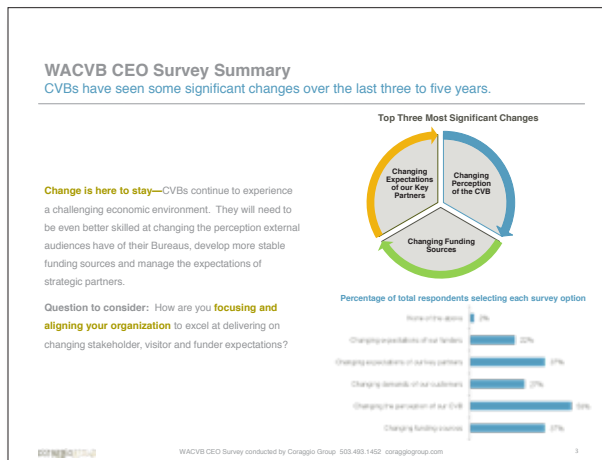 WACVB CEO Survey Summary
CVBs have seen some significant changes over the last three to five years.
Top Three Most Significant Changes
Changing
Expectations
of our Key
Partners
Changing
Perception
of the CVB
Changing Funding
Sources
Change is here to stay—CVBs continue to experience
a challenging economic environment. They will need to
be even better skilled at changing the perception external
audiences have of their Bureaus, develop more stable
funding sources and manage the expectations of
strategic partners.
Question to consider: How are you focusing and
aligning your organization to excel at delivering on
changing stakeholder, visitor and funder expectations?
Percentage of total respondents selecting each survey option
None of the above
Changing expectations of our funders 22%
Changing expectations of our key partners 37%
Changing demands of our customers 27%
Changing the perception of our CVB
Changing funding sources 37%
WACVB CEO Survey conducted by Coraggio Group 503.493.1452 coraggiogroup.com